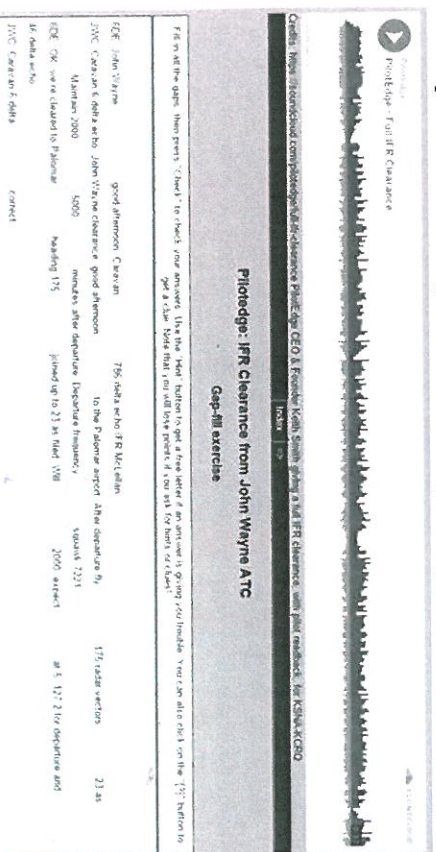 PilotEdge - Full IFR Clearance
Credits: https://soundcloud.com/pilotedge/full-ifr-clearance PilotEdge CEO & Founder Keith Smith giving a full IFR clearance, with pilot readback, for KSNA-KCRQ
Index =>
Pilotedge: IFR Clearance from John Wayne ATC
Gap-fill exercise
Fill in all the gaps, then press "Check" to check your answers. Use the "Hint" button to get a free letter if an answer is giving you trouble. You can also click on the "[?]" button to
get a clue. Note that you will lose points if you ask for hints or clues!
John Wayne good afternoon Caravan 766 delta echo IFR McLellan
JWC Caravan 6 delta echo John Wayne clearance good afternoon to the Palomar airport After departure fly 175 radar vectors 23 as
Maintain 2000 5000 minutes after departure Departure frequency squawk 7221
OK we're cleared to Palomar heading 175 joined up to 23 as filed Will 2000 expect at 5 127 2 for departure and
delta echo
JWC Caravan 6 delta correct